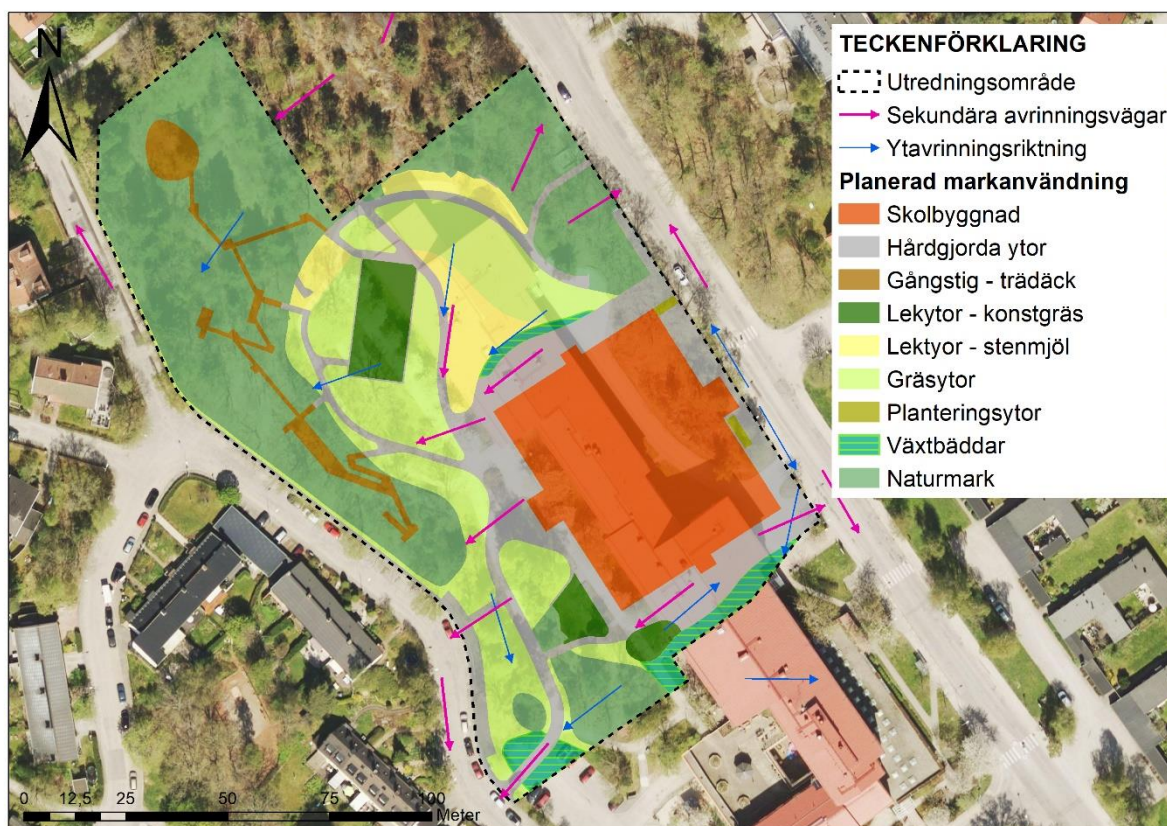 N
TECKENFÖRKLARING
Utredningsområde
Sekundära avrinningsvägar
Ytavrinningsriktning
Planerad markanvändning
Skolbyggnad
Hårdgjorda ytor
Gångstig - trädäck
Lekytor - konstgräs
Lektyor - stenmjöl
Gräsytor
Planteringsytor
Växtbäddar
Naturmark
0 12,5 25 50 75 100
Meter